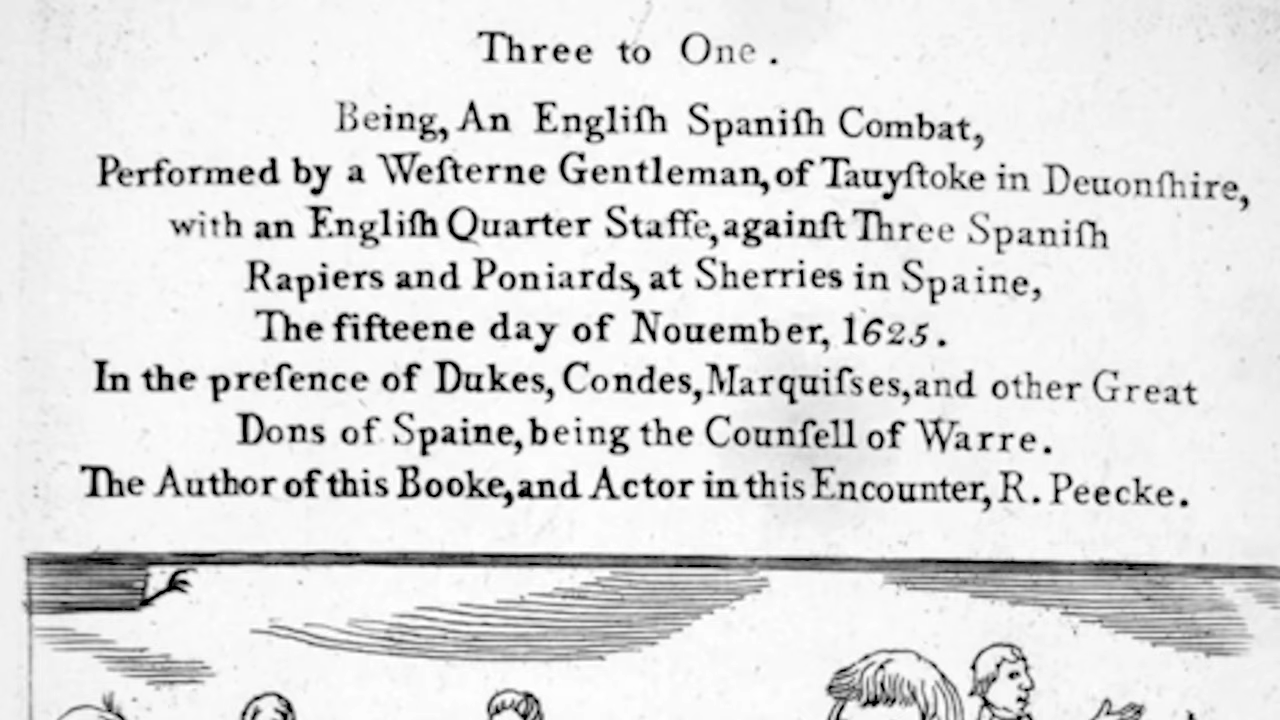 Three to One.
Being, An Engliſh Spaniſh Combat,
Performed by a Weſterne Gentleman, of Tauyſtoke in Deuonſhire,
with an Engliſh Quarter Staffe, againſt Three Spaniſh
Rapiers and Poniards, at Sherries in Spaine,
The fifteene day of Nouember, 1625.
In the preſence of Dukes, Condes, Marquiſses, and other Great
Dons of Spaine, being the Counſell of Warre.
The Author of this Booke, and Actor in this Encounter, R. Peecke.